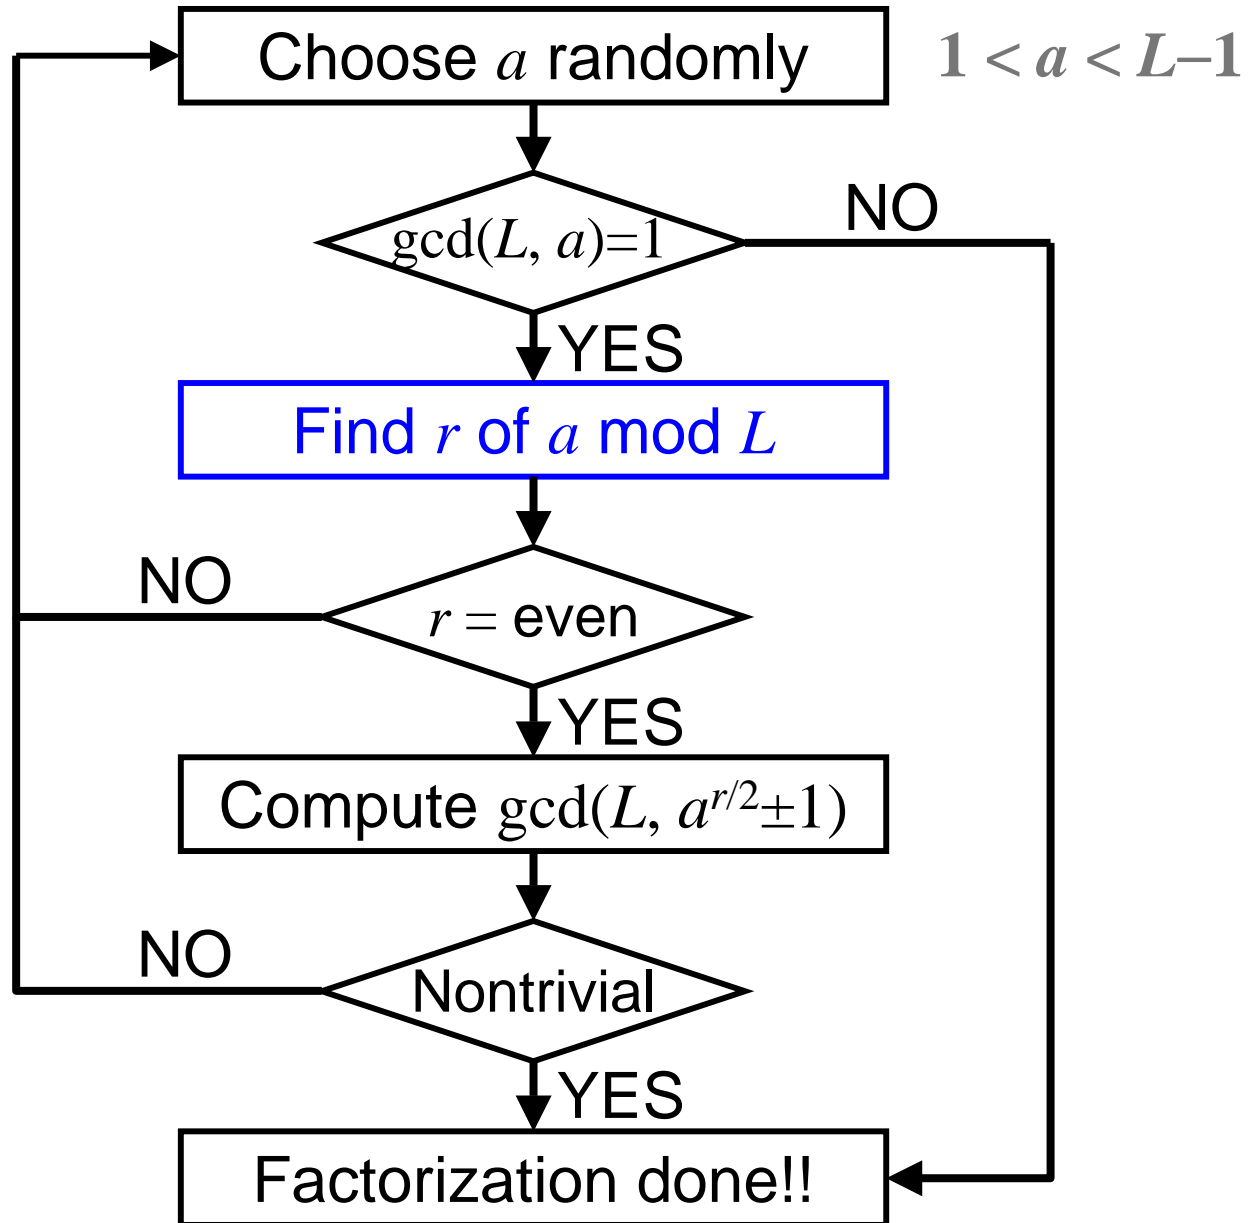 Choose a randomly
1 < a < L–1
gcd(L, a)=1
NO
YES
Find r of a mod L
NO
r = even
YES
Compute gcd(L, a^{r/2}±1)
NO
Nontrivial
YES
Factorization done!!